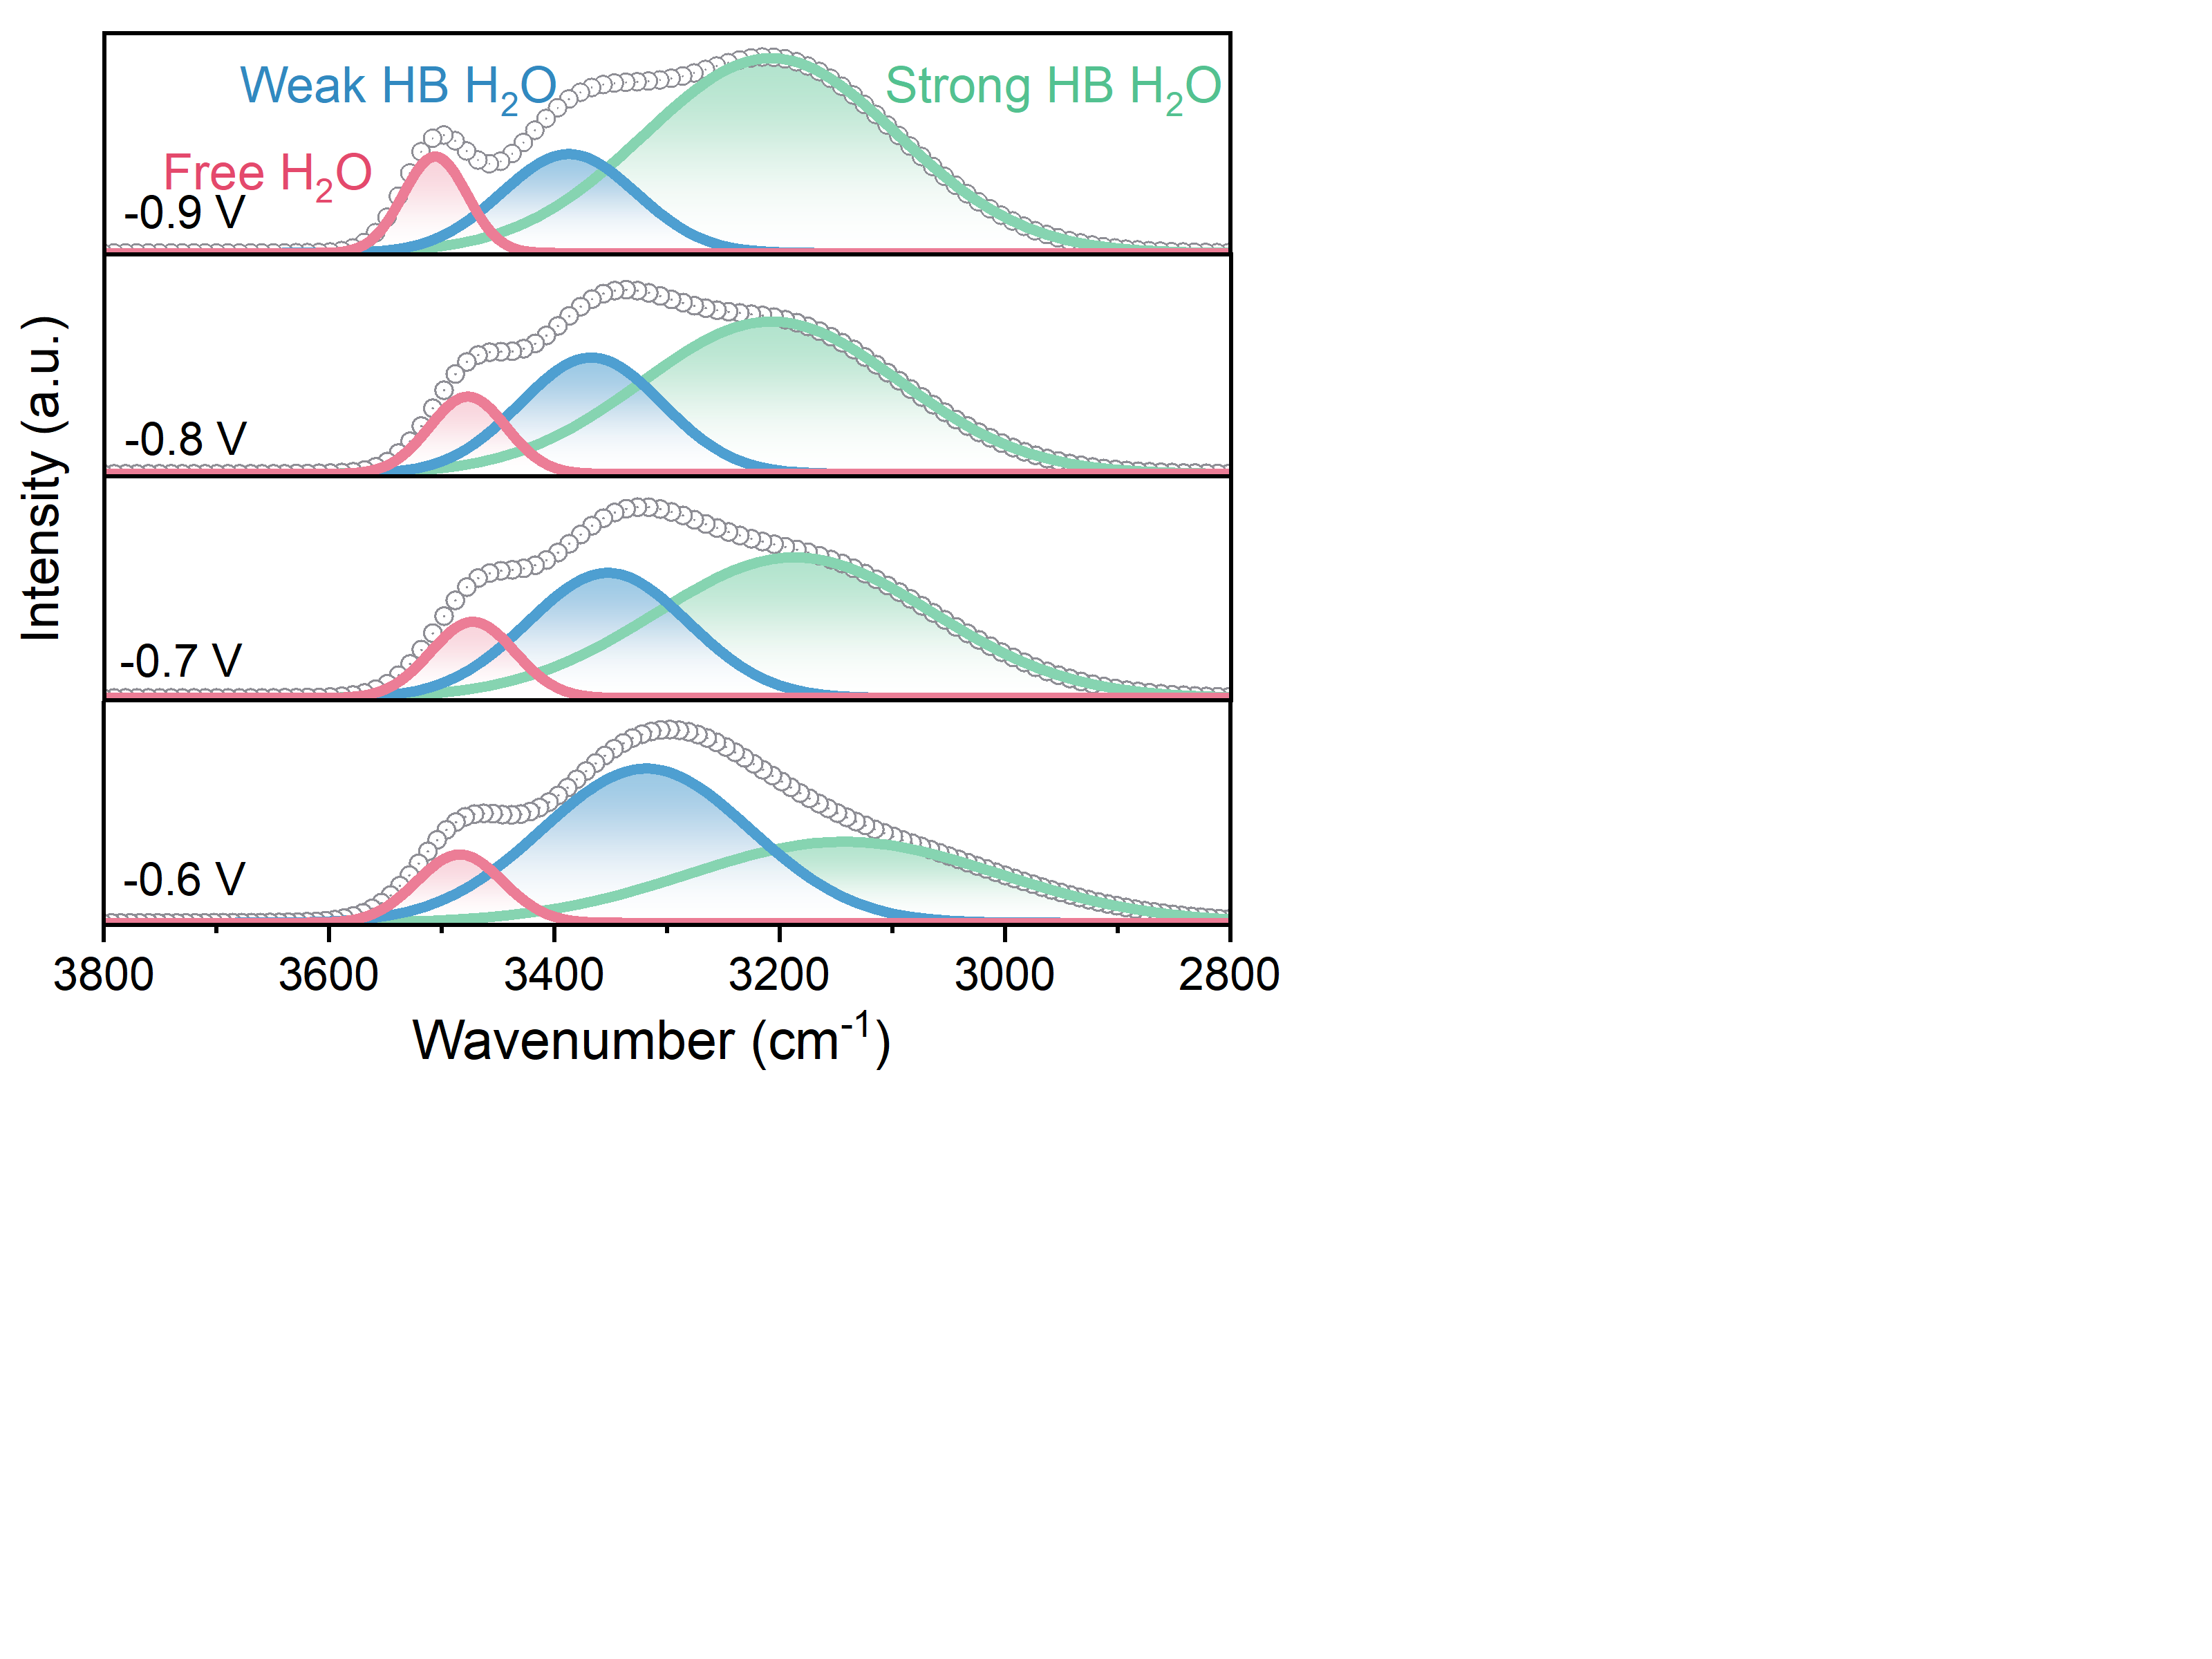 Weak HB H₂O
Strong HB H₂O
Free H₂O
-0.9 V
-0.8 V
-0.7 V
-0.6 V
Intensity (a.u.)
3800 3600 3400 3200 3000 2800
Wavenumber (cm⁻¹)